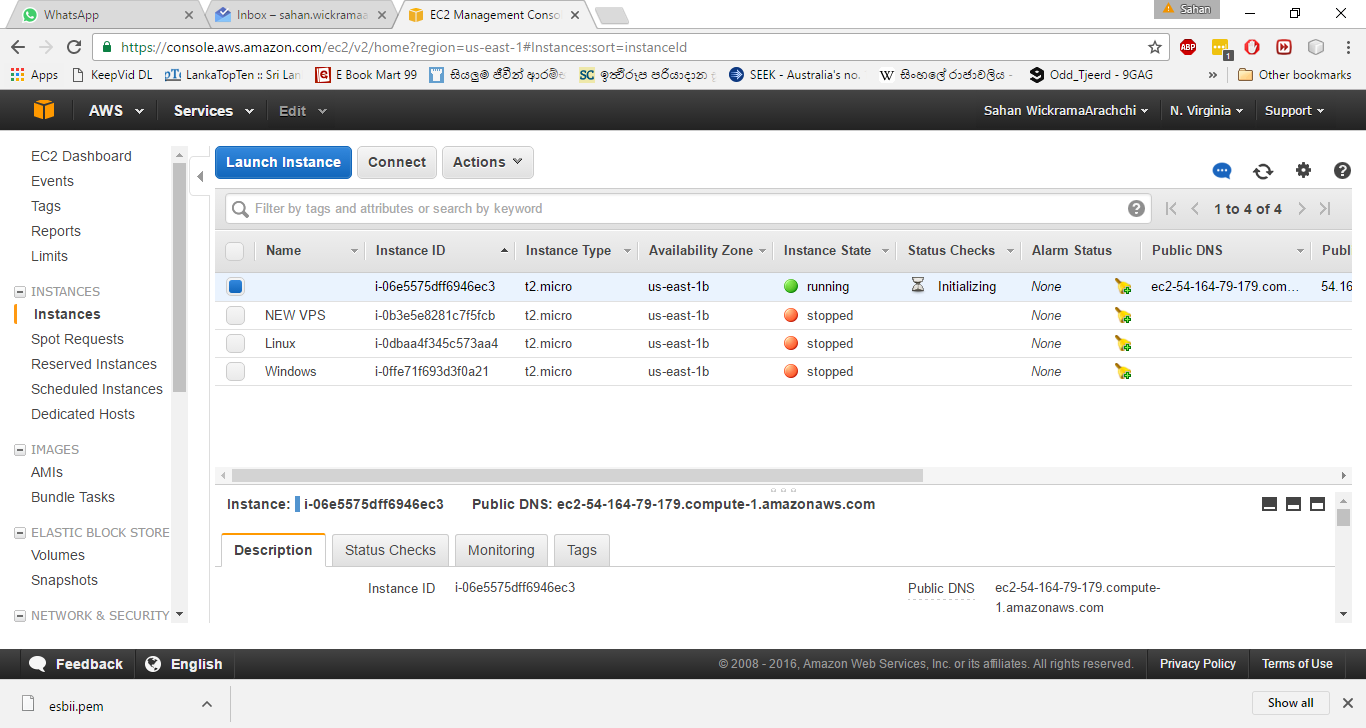 WhatsApp
Inbox – sahan.wickramaa
EC2 Management Conso
Sahan
https://console.aws.amazon.com/ec2/v2/home?region=us-east-1#Instances:sort=instanceId
ABP
1
Apps KeepVid DL LankaTopTen :: Sri Lan E Book Mart 99 සියලුම ජීවීන් ආරම්භ SC SEEK - Australia's no. W සිංහලේ රාජාවලිය - Odd_Tjeerd - 9GAG » Other bookmarks
AWS Services Edit Sahan WickramaArachchi N. Virginia Support
EC2 Dashboard
Events
Tags
Reports
Limits
INSTANCES
Instances
Spot Requests
Reserved Instances
Scheduled Instances
Dedicated Hosts
IMAGES
AMIs
Bundle Tasks
ELASTIC BLOCK STORE
Volumes
Snapshots
NETWORK & SECURITY
Launch Instance Connect Actions
Filter by tags and attributes or search by keyword
1 to 4 of 4
Name Instance ID Instance Type Availability Zone Instance State Status Checks Alarm Status Public DNS Publ
i-06e5575dff6946ec3 t2.micro us-east-1b running Initializing None ec2-54-164-79-179.com… 54.16
NEW VPS i-0b3e5e8281c7f5fcb t2.micro us-east-1b stopped None
Linux i-0dbaa4f345c573aa4 t2.micro us-east-1b stopped None
Windows i-0ffe71f693d3f0a21 t2.micro us-east-1b stopped None
Instance: i-06e5575dff6946ec3 Public DNS: ec2-54-164-79-179.compute-1.amazonaws.com
Description Status Checks Monitoring Tags
Instance ID i-06e5575dff6946ec3
Public DNS ec2-54-164-79-179.compute-
1.amazonaws.com
Feedback English © 2008 - 2016, Amazon Web Services, Inc. or its affiliates. All rights reserved. Privacy Policy Terms of Use
esbii.pem Show all